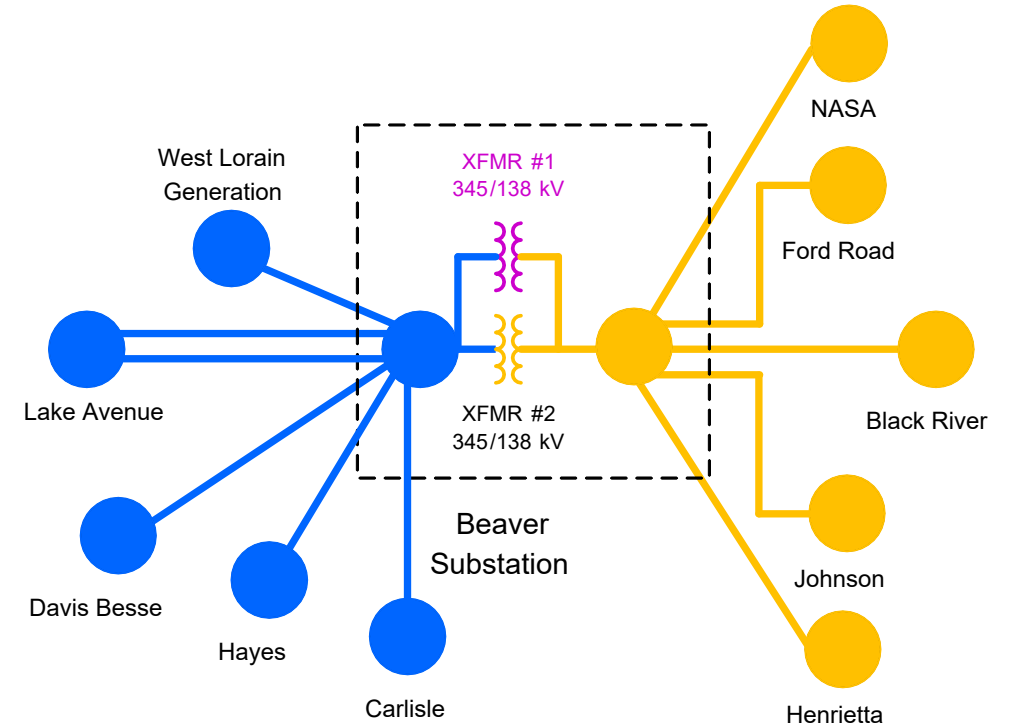 NASA
West Lorain
Generation
XFMR #1
345/138 kV
Ford Road
Lake Avenue
XFMR #2
345/138 kV
Black River
Beaver
Substation
Johnson
Davis Besse
Hayes
Carlisle
Henrietta